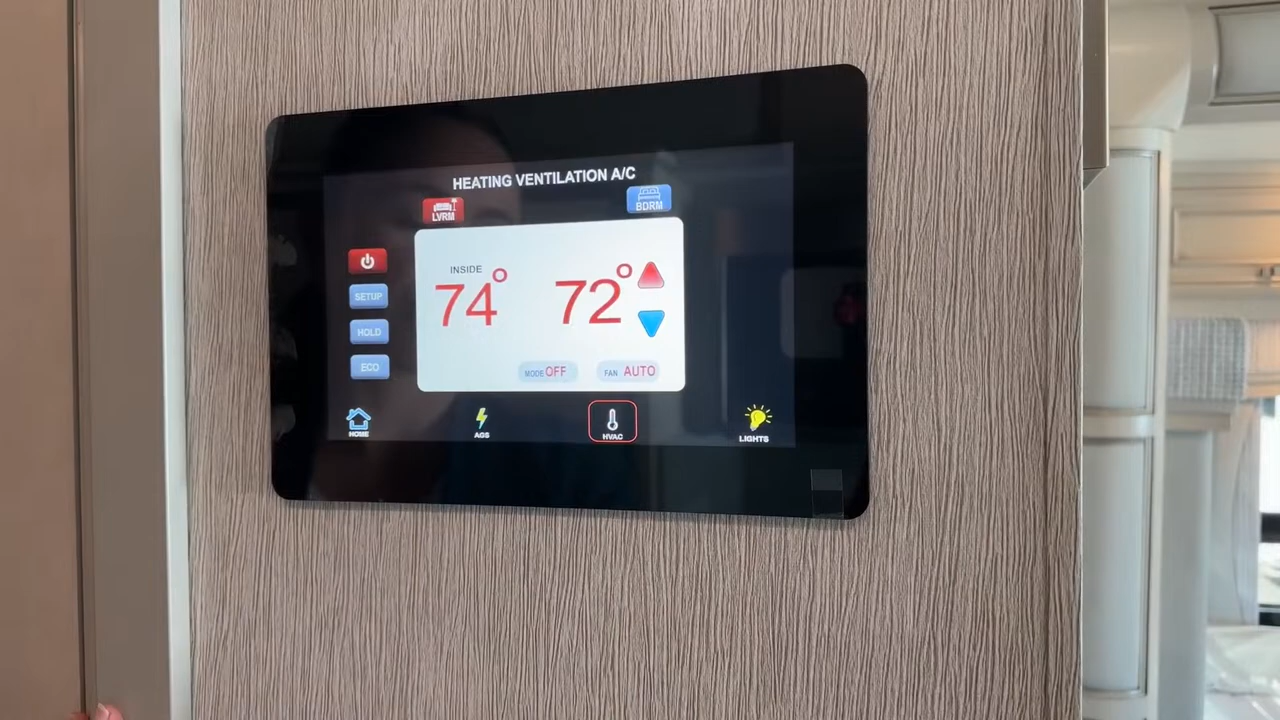 HEATING VENTILATION A/C
LVRM
BDRM
INSIDE
74°
72°
SETUP
HOLD
ECO
MODE OFF
FAN AUTO
HOME
AGS
HVAC
LIGHTS